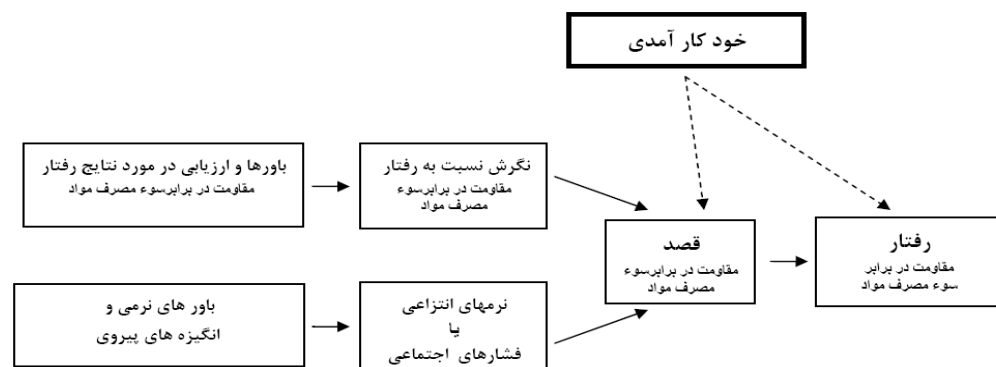 خود کار آمدی
باورها و ارزیابی در مورد نتایج رفتار
مقاومت در برابرسوء مصرف مواد
نگرش نسبت به رفتار
مقاومت در برابرسوء
مصرف مواد
قصد
مقاومت در برابرسوء
مصرف مواد
رفتار
مقاومت در برابر
سوء مصرف مواد
باور های نرمی و
انگیزه های پیروی
نرمهای انتزاعی
یا
فشارهای اجتماعی